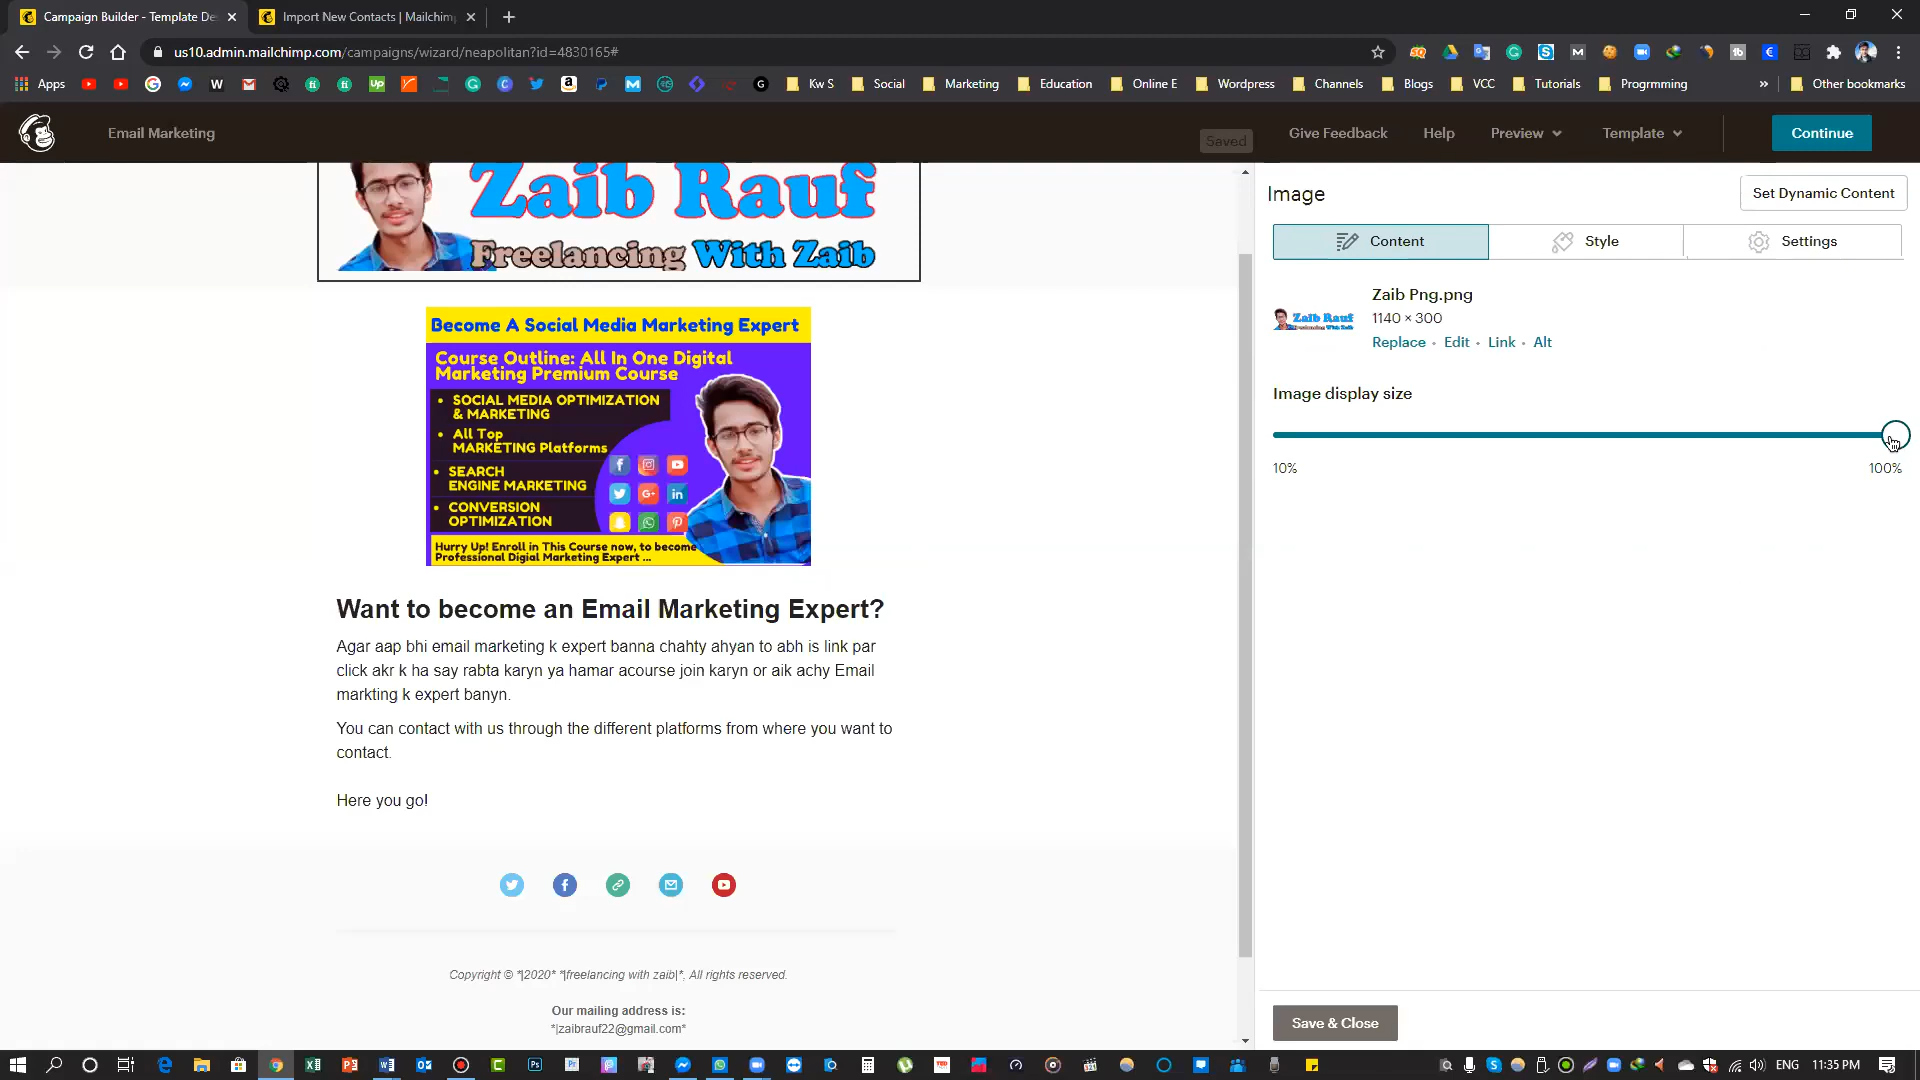 Campaign Builder - Template De
Import New Contacts | Mailchimp
us10.admin.mailchimp.com/campaigns/wizard/neapolitan?id=4830165#
Apps
Kw S
Social
Marketing
Education
Online E
Wordpress
Channels
Blogs
VCC
Tutorials
Progrmming
Other bookmarks
Email Marketing
Saved
Give Feedback
Help
Preview
Template
Continue
Zaib Rauf
Freelancing With Zaib
Become A Social Media Marketing Expert
Course Outline: All In One Digital
Marketing Premium Course
• SOCIAL MEDIA OPTIMIZATION
& MARKETING
• All Top
MARKETING Platforms
• SEARCH
ENGINE MARKETING
• CONVERSION
OPTIMIZATION
Hurry Up! Enroll in This Course now, to become
Professional Digial Marketing Expert ...
Want to become an Email Marketing Expert?
Agar aap bhi email marketing k expert banna chahty ahyan to abh is link par
click akr k ha say rabta karyn ya hamar acourse join karyn or aik achy Email
markting k expert banyn.
You can contact with us through the different platforms from where you want to
contact.
Here you go!
Copyright © *|2020* *|freelancing with zaib|*, All rights reserved.
Our mailing address is:
*|zaibrauf22@gmail.com*
Image
Set Dynamic Content
Content
Style
Settings
Zaib Rauf
Zaib Png.png
1140 × 300
Replace • Edit • Link • Alt
Image display size
10%
100%
Save & Close
ENG
11:35 PM